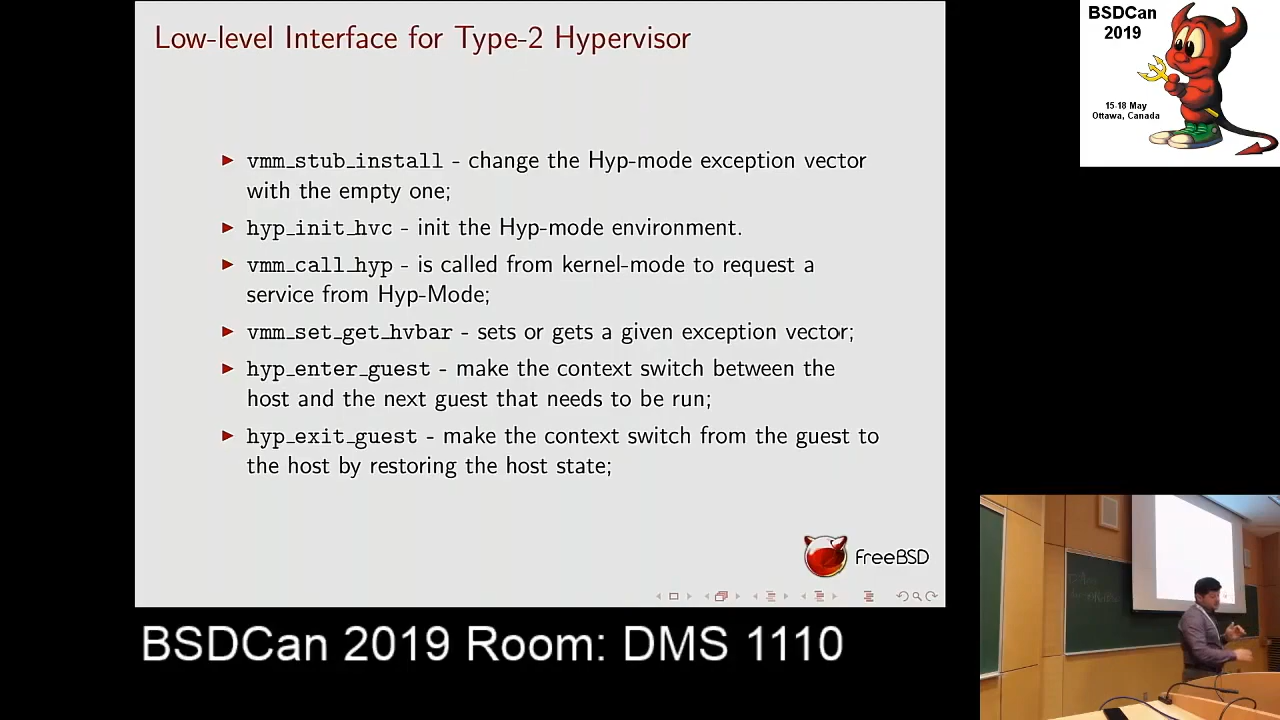 Low-level Interface for Type-2 Hypervisor
▶ vmm_stub_install - change the Hyp-mode exception vector
with the empty one;
▶ hyp_init_hvc - init the Hyp-mode environment.
▶ vmm_call_hyp - is called from kernel-mode to request a
service from Hyp-Mode;
▶ vmm_set_get_hvbar - sets or gets a given exception vector;
▶ hyp_enter_guest - make the context switch between the
host and the next guest that needs to be run;
▶ hyp_exit_guest - make the context switch from the guest to
the host by restoring the host state;
FreeBSD
BSDCan
2019
15-18 May
Ottawa, Canada
BSDCan 2019 Room: DMS 1110